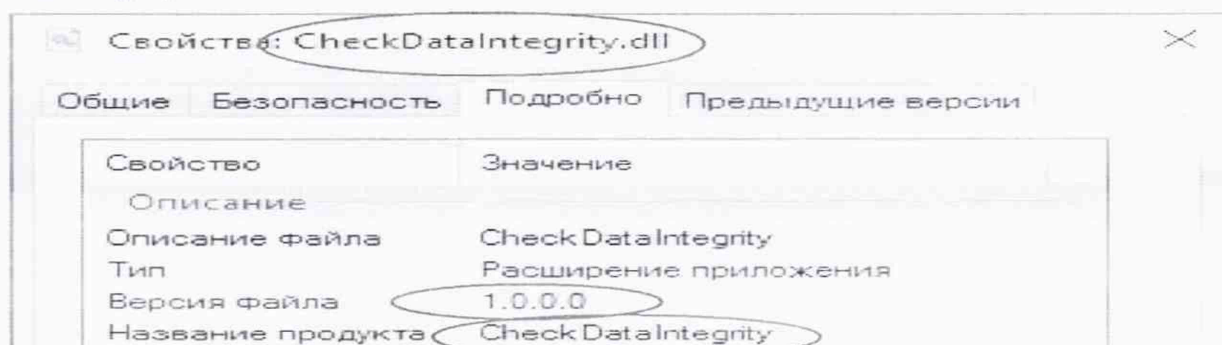 Свойства: CheckDataIntegrity.dll
Общие Безопасность Подробно Предыдущие версии
Свойство Значение
Описание
Описание файла CheckDataIntegrity
Тип Расширение приложения
Версия файла 1.0.0.0
Название продукта CheckDataIntegrity